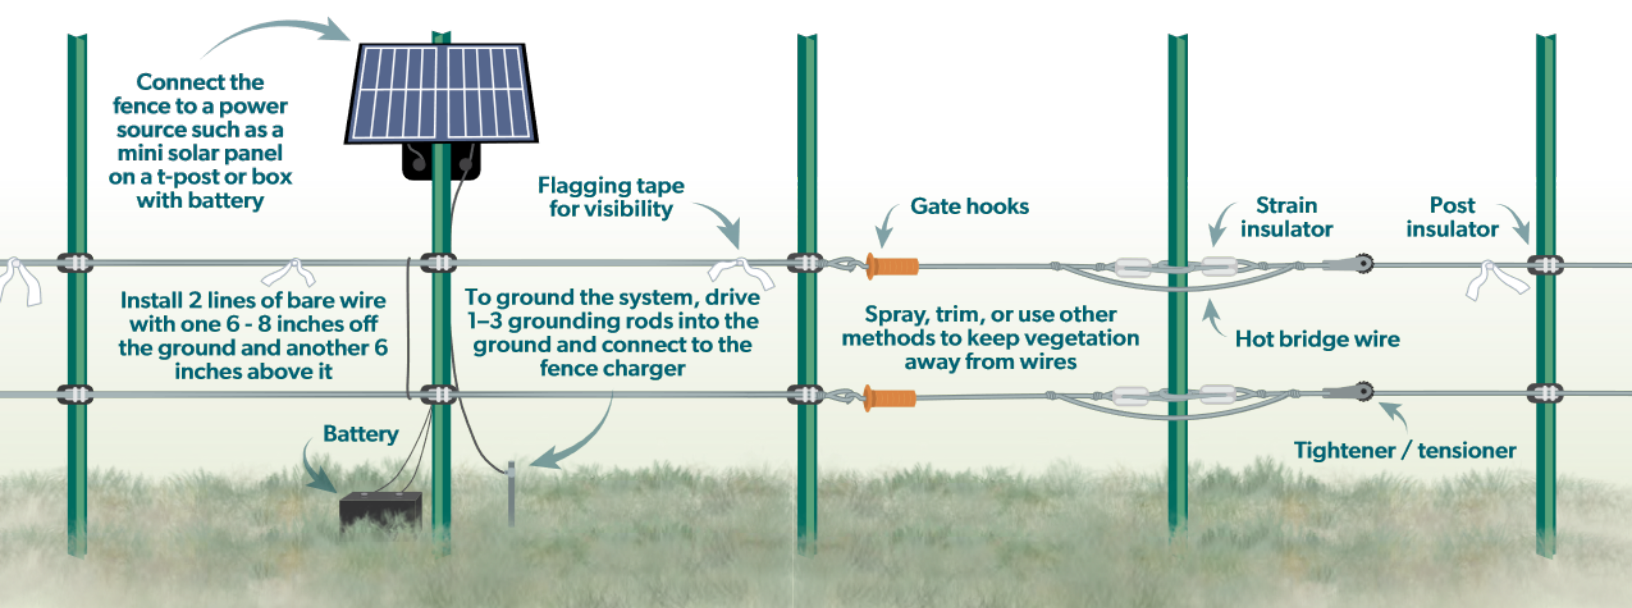 Connect the
fence to a power
source such as a
mini solar panel
on a t-post or box
with battery
Flagging tape
for visibility
Gate hooks
Strain
insulator
Post
insulator
Install 2 lines of bare wire
with one 6 - 8 inches off
the ground and another 6
inches above it
To ground the system, drive
1–3 grounding rods into the
ground and connect to the
fence charger
Spray, trim, or use other
methods to keep vegetation
away from wires
Hot bridge wire
Battery
Tightener / tensioner